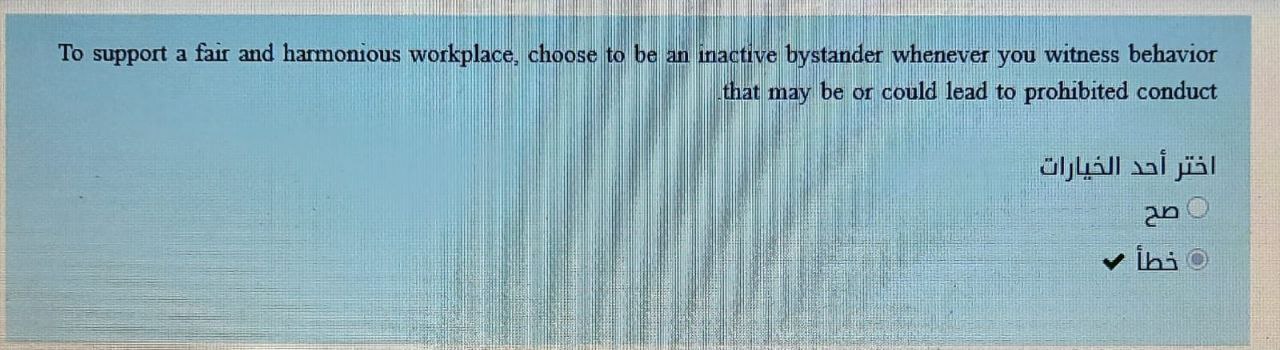 To support a fair and harmonious workplace, choose to be an inactive bystander whenever you witness behavior
.that may be or could lead to prohibited conduct
اختر أحد الخيارات
صح
خطأ ✔